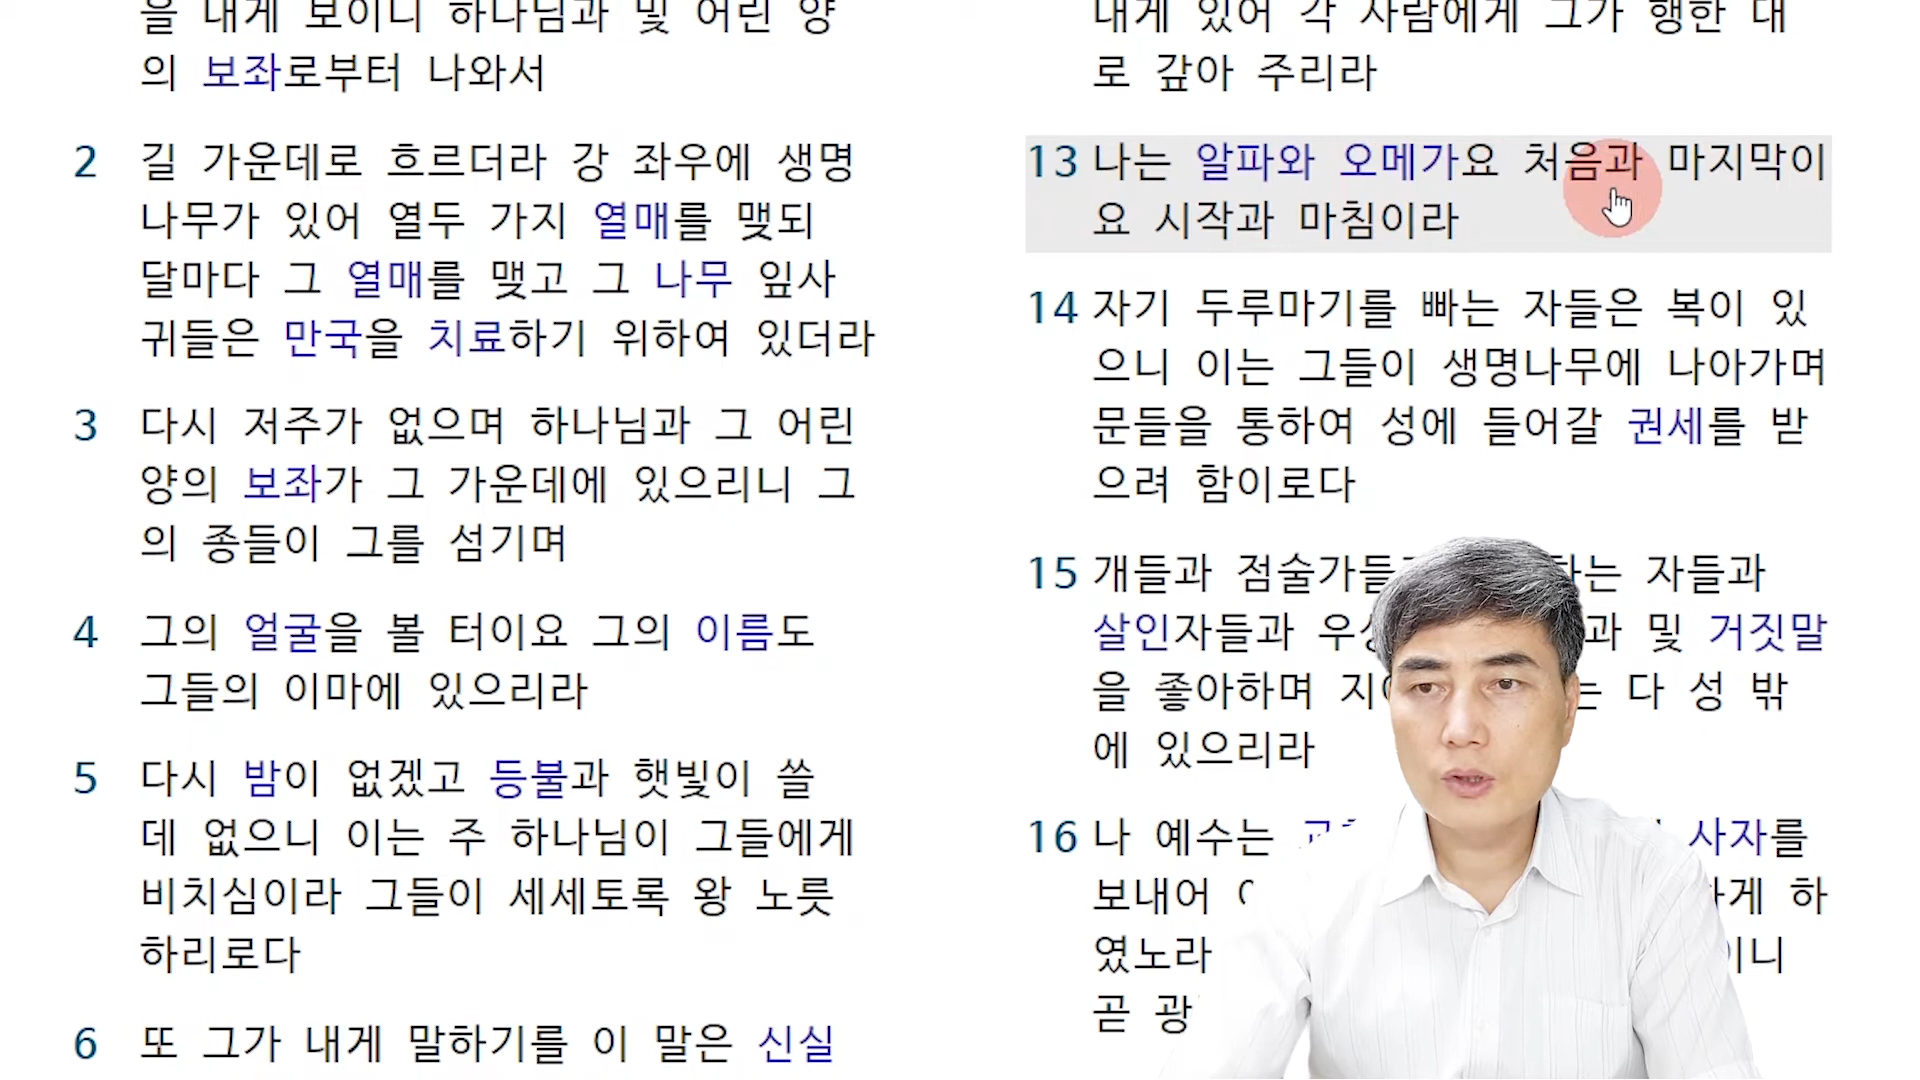 을 내게 보이니 하나님과 및 어린 양
의 보좌로부터 나와서
2 길 가운데로 흐르더라 강 좌우에 생명
나무가 있어 열두 가지 열매를 맺되
달마다 그 열매를 맺고 그 나무 잎사
귀들은 만국을 치료하기 위하여 있더라
3 다시 저주가 없으며 하나님과 그 어린
양의 보좌가 그 가운데에 있으리니 그
의 종들이 그를 섬기며
4 그의 얼굴을 볼 터이요 그의 이름도
그들의 이마에 있으리라
5 다시 밤이 없겠고 등불과 햇빛이 쓸
데 없으니 이는 주 하나님이 그들에게
비치심이라 그들이 세세토록 왕 노릇
하리로다
6 또 그가 내게 말하기를 이 말은 신실
내게 있어 각 사람에게 그가 행한 대
로 갚아 주리라
13 나는 알파와 오메가요 처음과 마지막이
요 시작과 마침이라
14 자기 두루마기를 빠는 자들은 복이 있
으니 이는 그들이 생명나무에 나아가며
문들을 통하여 성에 들어갈 권세를 받
으려 함이로다
15 개들과 자들과
살인자들과 및 거짓말
을 좋아하며 다 성 밖
에 있으리라
16 나 예수는 사자를
보내어 하
였노라
곧